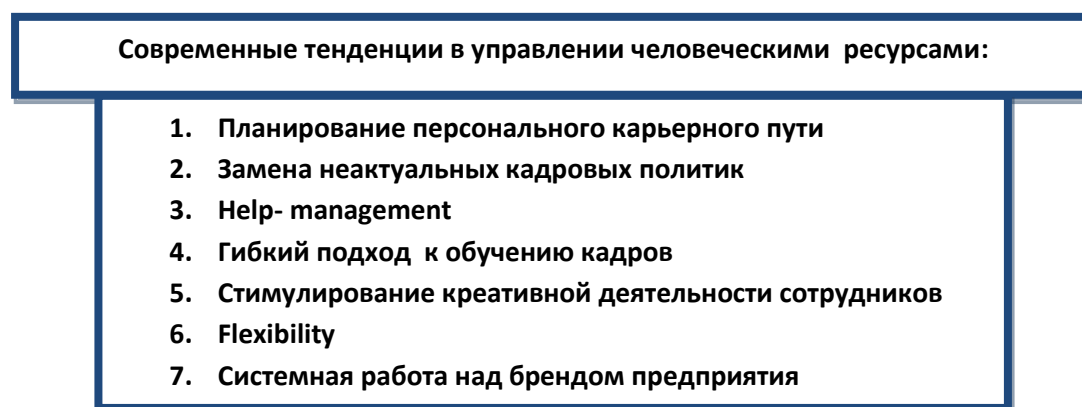 Современные тенденции в управлении человеческими ресурсами:
1. Планирование персонального карьерного пути
2. Замена неактуальных кадровых политик
3. Help- management
4. Гибкий подход к обучению кадров
5. Стимулирование креативной деятельности сотрудников
6. Flexibility
7. Системная работа над брендом предприятия